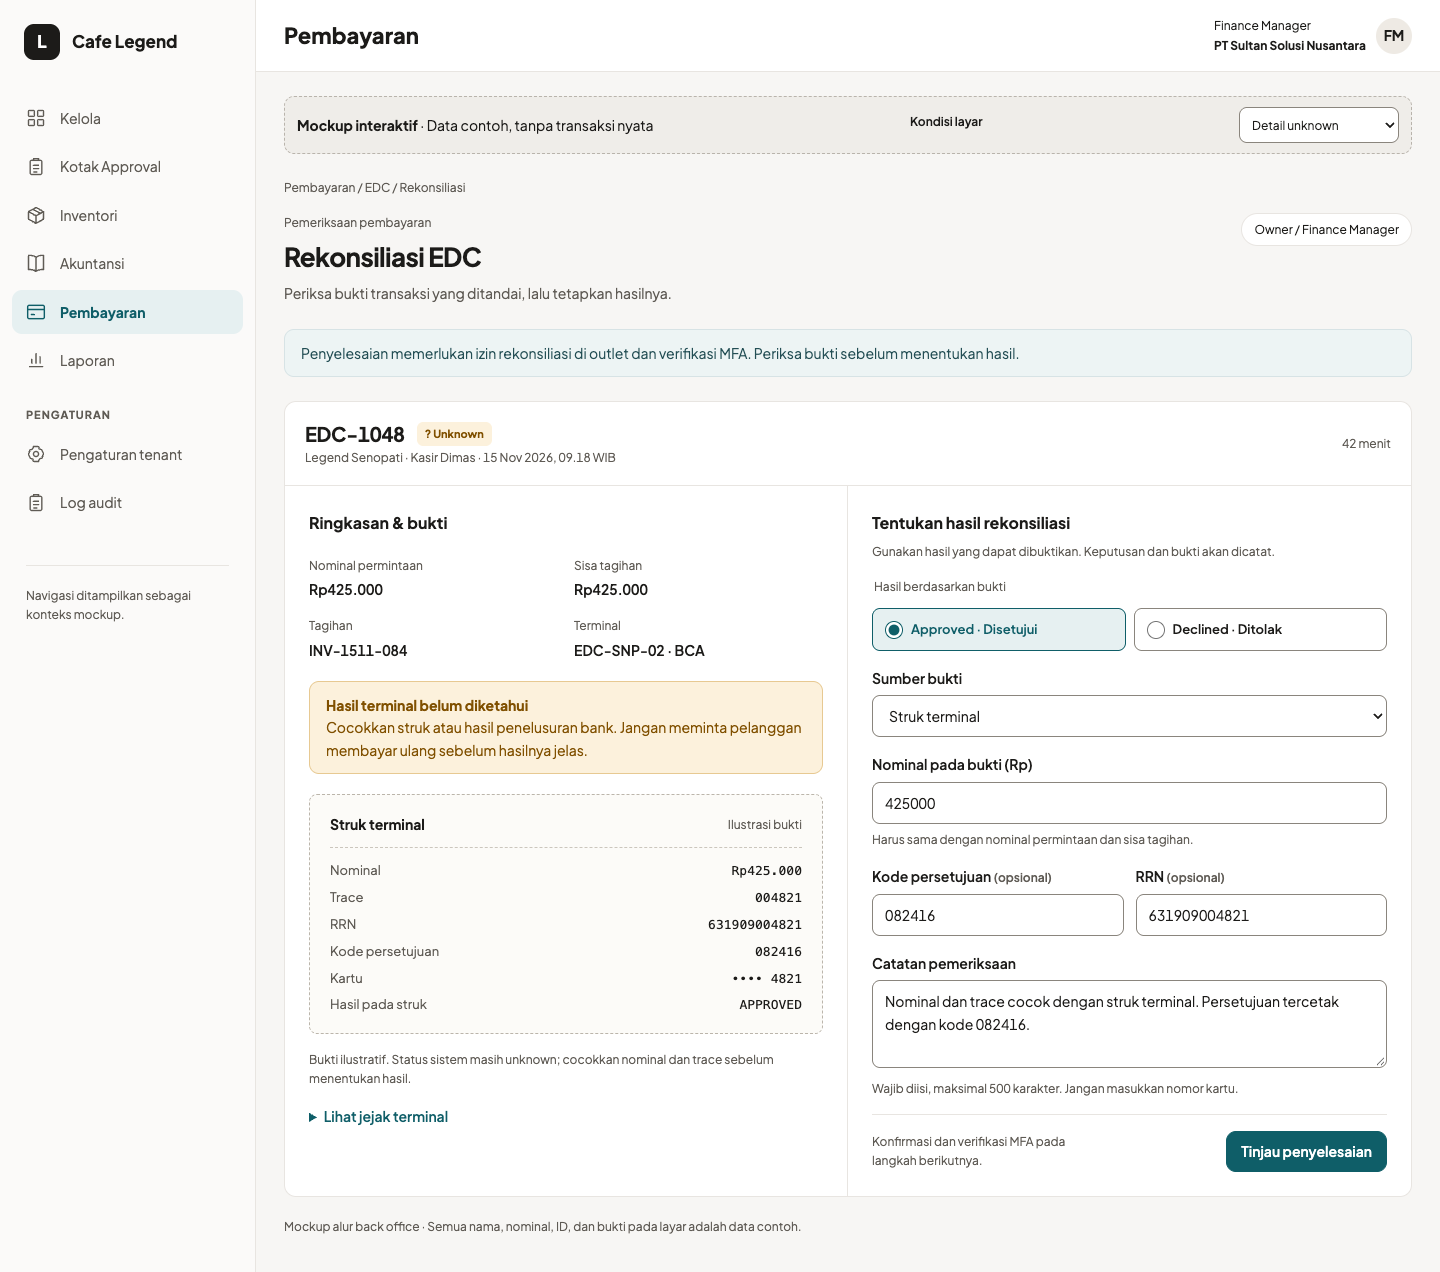 L
Cafe Legend
Kelola
Kotak Approval
Inventori
Akuntansi
Pembayaran
Laporan
PENGATURAN
Pengaturan tenant
Log audit
Navigasi ditampilkan sebagai
konteks mockup.
Pembayaran
Finance Manager
PT Sultan Solusi Nusantara
FM
Mockup interaktif · Data contoh, tanpa transaksi nyata
Kondisi layar
Detail unknown
Pembayaran / EDC / Rekonsiliasi
Pemeriksaan pembayaran
Owner / Finance Manager
Rekonsiliasi EDC
Periksa bukti transaksi yang ditandai, lalu tetapkan hasilnya.
Penyelesaian memerlukan izin rekonsiliasi di outlet dan verifikasi MFA. Periksa bukti sebelum menentukan hasil.
EDC-1048
? Unknown
Legend Senopati · Kasir Dimas · 15 Nov 2026, 09.18 WIB
42 menit
Ringkasan & bukti
Nominal permintaan
Sisa tagihan
Rp425.000
Rp425.000
Tagihan
Terminal
INV-1511-084
EDC-SNP-02 · BCA
Hasil terminal belum diketahui
Cocokkan struk atau hasil penelusuran bank. Jangan meminta pelanggan
membayar ulang sebelum hasilnya jelas.
Struk terminal
Ilustrasi bukti
Nominal Rp425.000
Trace 004821
RRN 631909004821
Kode persetujuan 082416
Kartu •••• 4821
Hasil pada struk APPROVED
Bukti ilustratif. Status sistem masih unknown; cocokkan nominal dan trace sebelum
menentukan hasil.
▶ Lihat jejak terminal
Tentukan hasil rekonsiliasi
Gunakan hasil yang dapat dibuktikan. Keputusan dan bukti akan dicatat.
Hasil berdasarkan bukti
Approved · Disetujui
Declined · Ditolak
Sumber bukti
Struk terminal
Nominal pada bukti (Rp)
425000
Harus sama dengan nominal permintaan dan sisa tagihan.
Kode persetujuan (opsional)
RRN (opsional)
082416
631909004821
Catatan pemeriksaan
Nominal dan trace cocok dengan struk terminal. Persetujuan tercetak
dengan kode 082416.
Wajib diisi, maksimal 500 karakter. Jangan masukkan nomor kartu.
Konfirmasi dan verifikasi MFA pada
langkah berikutnya.
Tinjau penyelesaian
Mockup alur back office · Semua nama, nominal, ID, dan bukti pada layar adalah data contoh.